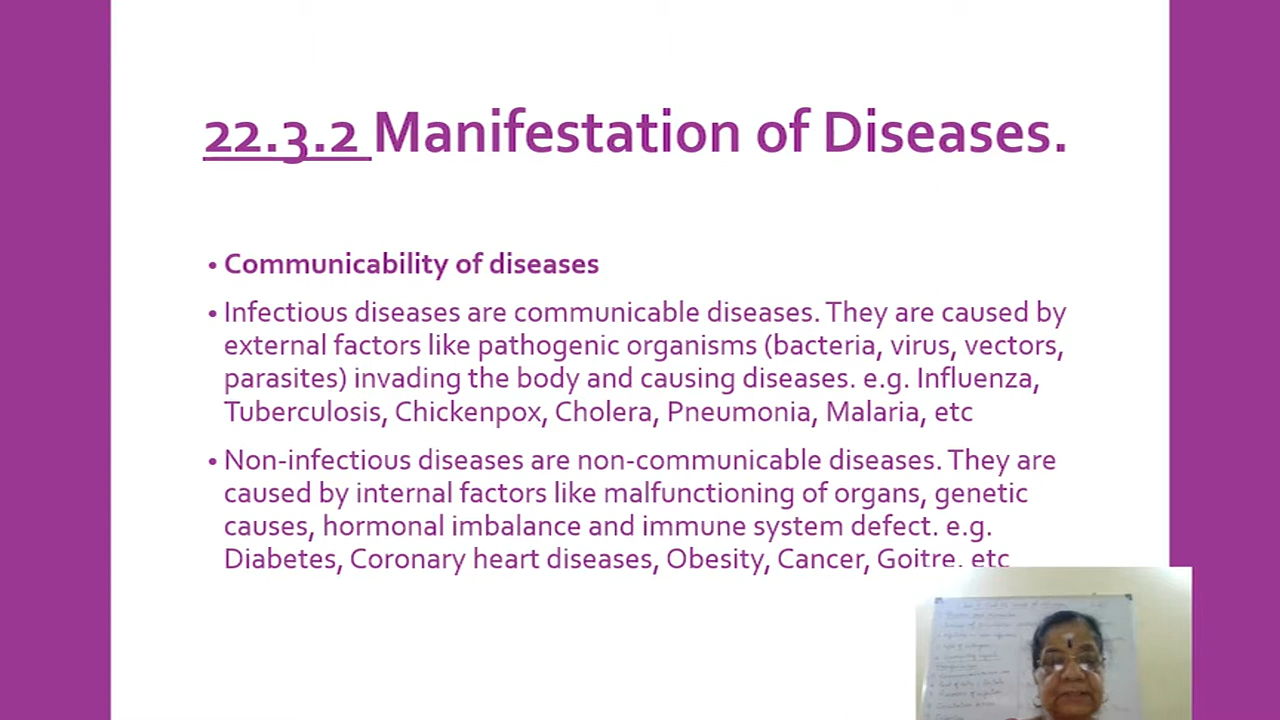 22.3.2 Manifestation of Diseases.
• Communicability of diseases
• Infectious diseases are communicable diseases. They are caused by
external factors like pathogenic organisms (bacteria, virus, vectors,
parasites) invading the body and causing diseases. e.g. Influenza,
Tuberculosis, Chickenpox, Cholera, Pneumonia, Malaria, etc
• Non-infectious diseases are non-communicable diseases. They are
caused by internal factors like malfunctioning of organs, genetic
causes, hormonal imbalance and immune system defect. e.g.
Diabetes, Coronary heart diseases, Obesity, Cancer, Goitre, etc